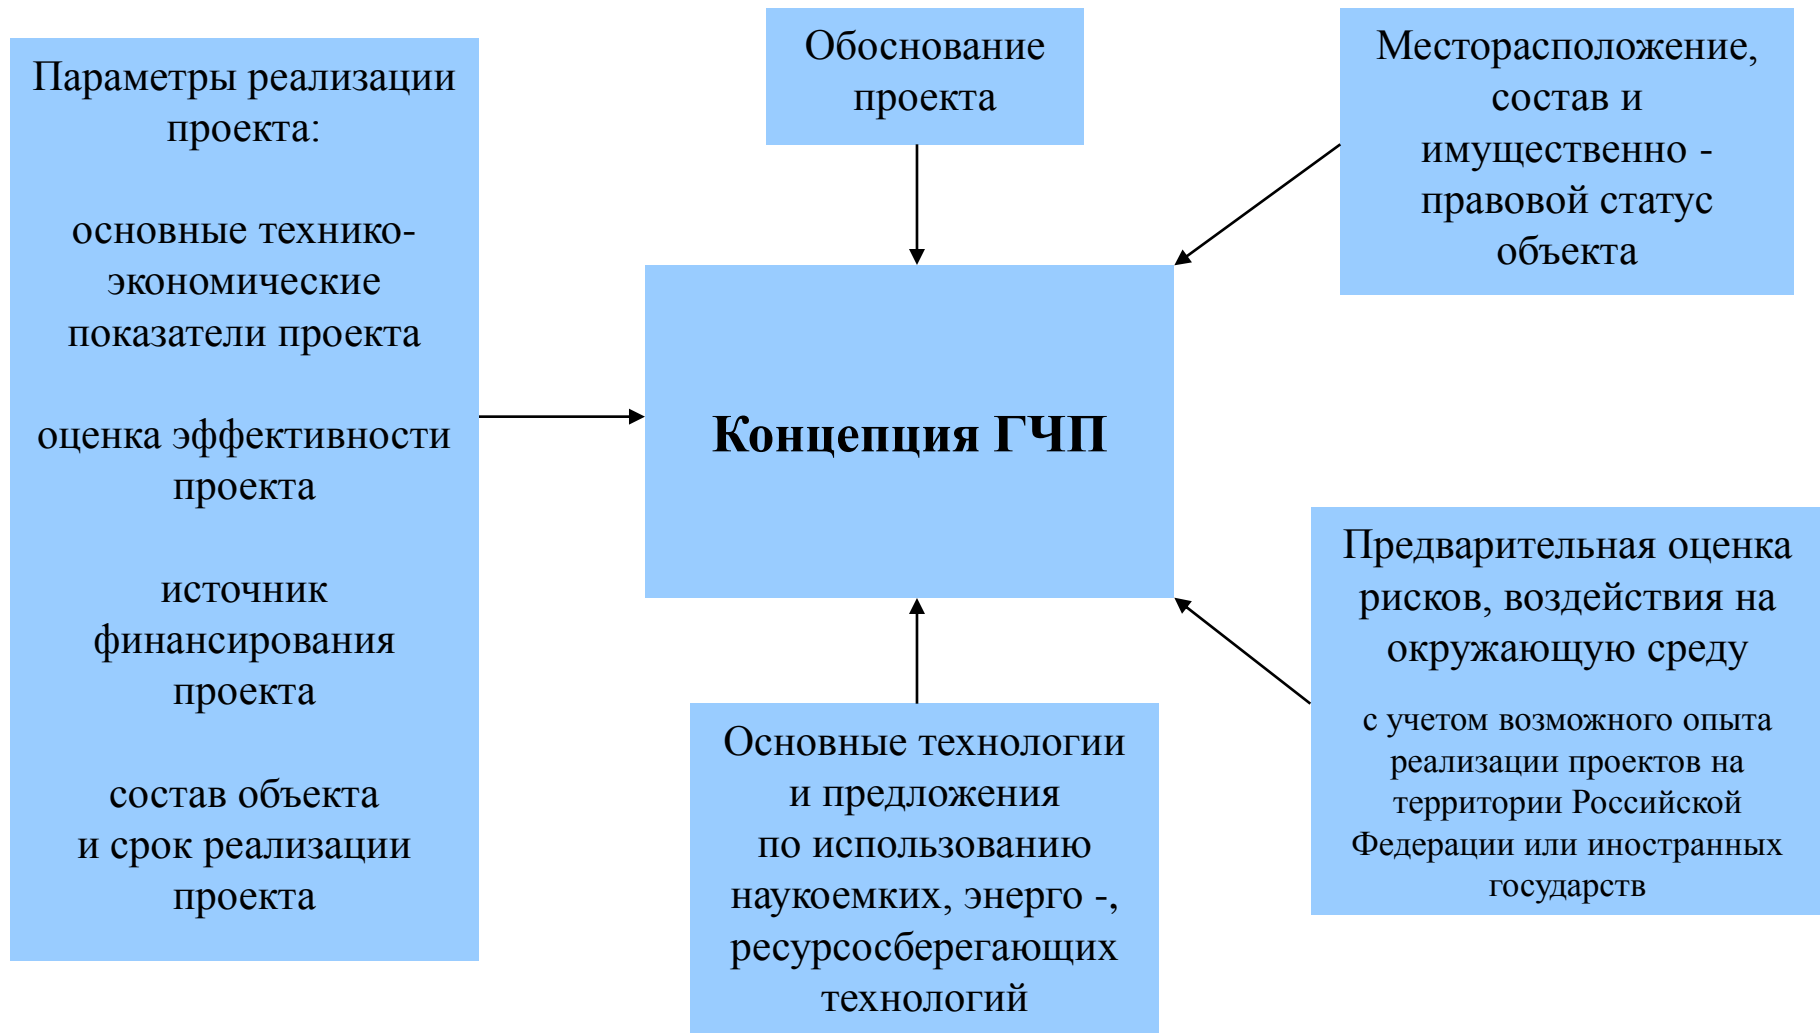 Параметры реализации
проекта:
основные технико-
экономические
показатели проекта
оценка эффективности
проекта
источник
финансирования
проекта
состав объекта
и срок реализации
проекта
Обоснование
проекта
Месторасположение,
состав и
имущественно -
правовой статус
объекта
Концепция ГЧП
Основные технологии
и предложения
по использованию
наукоемких, энерго -,
ресурсосберегающих
технологий
Предварительная оценка
рисков, воздействия на
окружающую среду
с учетом возможного опыта
реализации проектов на
территории Российской
Федерации или иностранных
государств